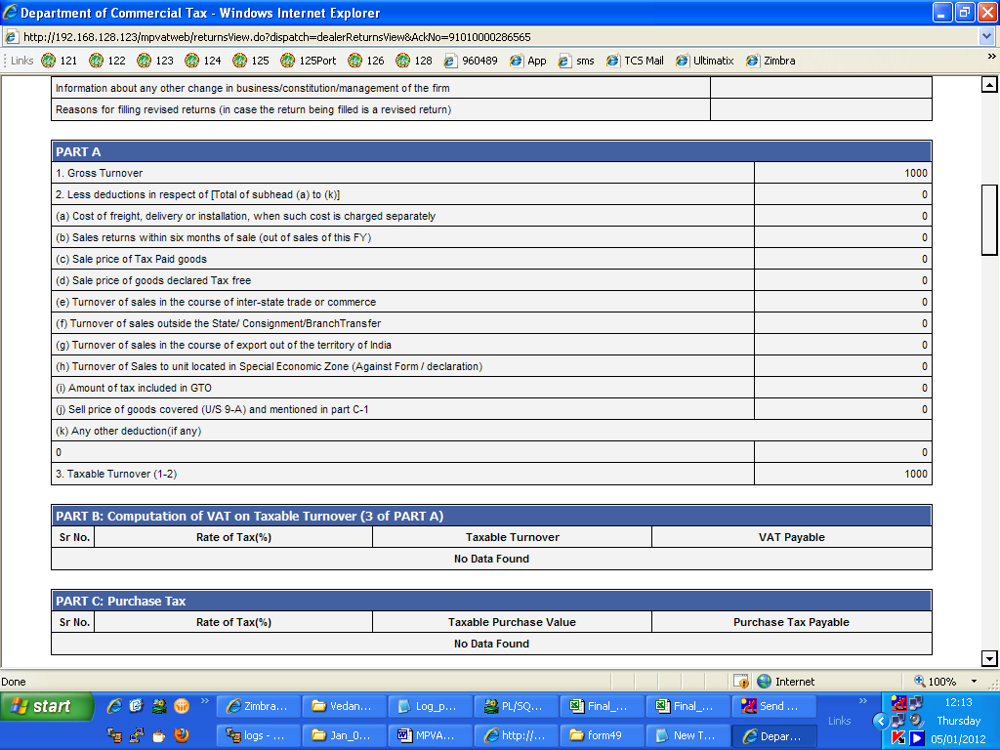 Department of Commercial Tax - Windows Internet Explorer
http://192.168.128.123/mpvatweb/returnsView.do?dispatch=dealerReturnsView&AckNo=91010000286565
Links 121 122 123 124 125 125Port 126 128 960489 App sms TCS Mail Ultimatix Zimbra »
Information about any other change in business/constitution/management of the firm
Reasons for filling revised returns (in case the return being filled is a revised return)
PART A
1. Gross Turnover 1000
2. Less deductions in respect of [Total of subhead (a) to (k)] 0
(a) Cost of freight, delivery or installation, when such cost is charged separately 0
(b) Sales returns within six months of sale (out of sales of this FY) 0
(c) Sale price of Tax Paid goods 0
(d) Sale price of goods declared Tax free 0
(e) Turnover of sales in the course of inter-state trade or commerce 0
(f) Turnover of sales outside the State/ Consignment/BranchTransfer 0
(g) Turnover of sales in the course of export out of the territory of India 0
(h) Turnover of Sales to unit located in Special Economic Zone (Against Form / declaration) 0
(i) Amount of tax included in GTO 0
(j) Sell price of goods covered (U/S 9-A) and mentioned in part C-1 0
(k) Any other deduction(if any)
0 0
3. Taxable Turnover (1-2) 1000
PART B: Computation of VAT on Taxable Turnover (3 of PART A)
Sr No. Rate of Tax(%) Taxable Turnover VAT Payable
No Data Found
PART C: Purchase Tax
Sr No. Rate of Tax(%) Taxable Purchase Value Purchase Tax Payable
No Data Found
Done Internet 100%
start » Zimbra... Vedan... Log_p... PL/SQ... Final_... Final_... Send ... » 12:13
Links Thursday
logs - ... Jan_0... MPVA... http://... form49 New T... Depar... 05/01/2012